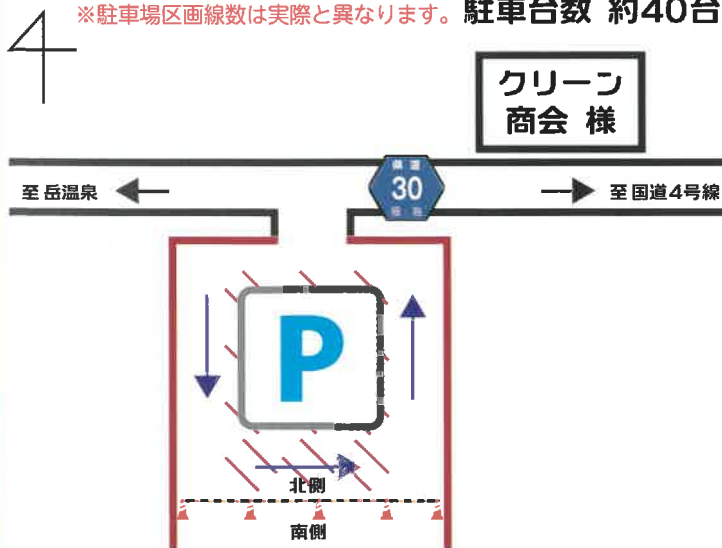 ※駐車場区画線数は実際と異なります。 駐車台数 約40台
クリーン
商会 様
県道
30
至 岳温泉
至 国道4号線
P
北側
南側